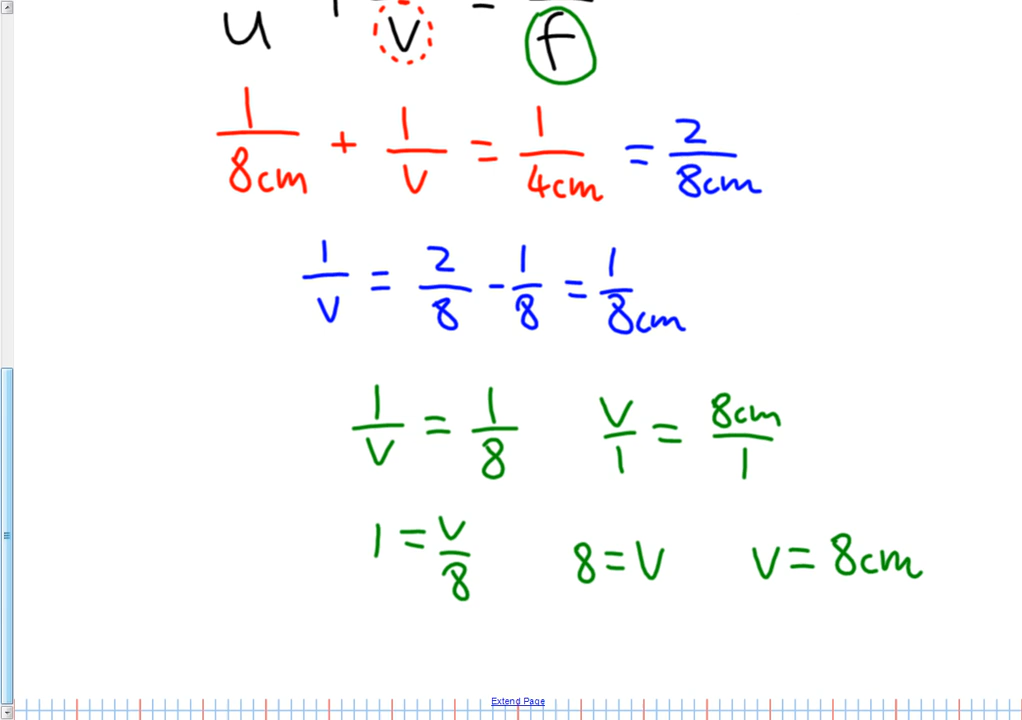 u + v = f
1/8cm + 1/v = 1/4cm = 2/8cm
1/v = 2/8 - 1/8 = 1/8cm
1/v = 1/8 v/1 = 8cm/1
1 = v/8 8 = v v = 8cm
Extend Page